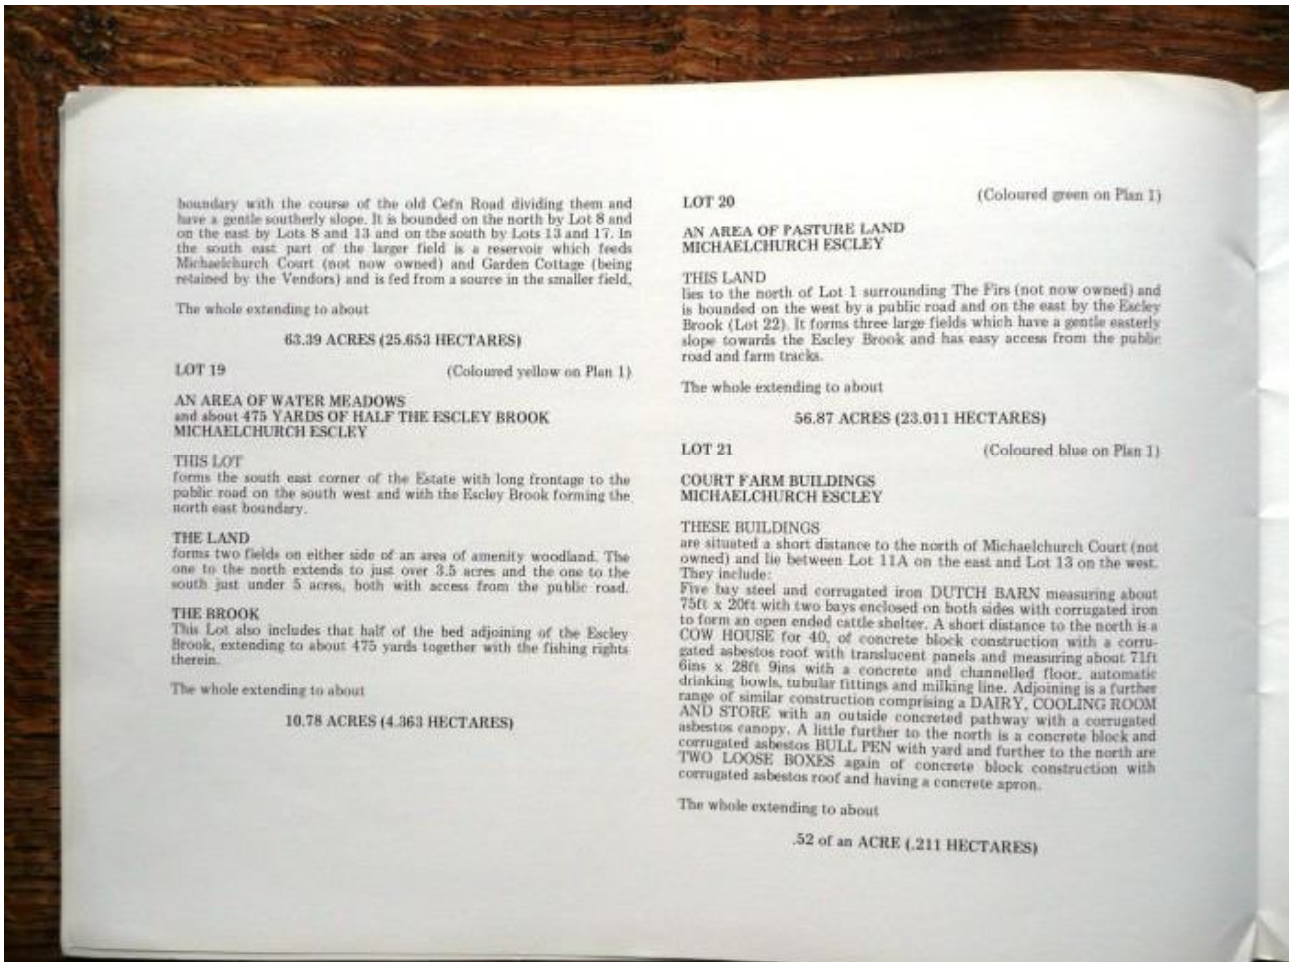 boundary with the course of the old Cefn Road dividing them and
have a gentle southerly slope. It is bounded on the north by Lot 8 and
on the east by Lots 8 and 13 and on the south by Lots 13 and 17. In
the south east part of the larger field is a reservoir which feeds
Michaelchurch Court (not now owned) and Garden Cottage (being
retained by the Vendors) and is fed from a source in the smaller field.
The whole extending to about
63.39 ACRES (25.653 HECTARES)
LOT 19 (Coloured yellow on Plan 1)
AN AREA OF WATER MEADOWS
and about 475 YARDS OF HALF THE ESCLEY BROOK
MICHAELCHURCH ESCLEY
THIS LOT
forms the south east corner of the Estate with long frontage to the
public road on the south west and with the Escley Brook forming the
north east boundary.
THE LAND
forms two fields on either side of an area of amenity woodland. The
one to the north extends to just over 3.5 acres and the one to the
south just under 5 acres, both with access from the public road.
THE BROOK
This Lot also includes that half of the bed adjoining of the Escley
Brook, extending to about 475 yards together with the fishing rights
therein.
The whole extending to about
10.78 ACRES (4.363 HECTARES)
LOT 20 (Coloured green on Plan 1)
AN AREA OF PASTURE LAND
MICHAELCHURCH ESCLEY
THIS LAND
lies to the north of Lot 1 surrounding The Firs (not now owned) and
is bounded on the west by a public road and on the east by the Escley
Brook (Lot 22). It forms three large fields which have a gentle easterly
slope towards the Escley Brook and has easy access from the public
road and farm tracks.
The whole extending to about
56.87 ACRES (23.011 HECTARES)
LOT 21 (Coloured blue on Plan 1)
COURT FARM BUILDINGS
MICHAELCHURCH ESCLEY
THESE BUILDINGS
are situated a short distance to the north of Michaelchurch Court (not
owned) and lie between Lot 11A on the east and Lot 13 on the west.
They include:
Five bay steel and corrugated iron DUTCH BARN measuring about
75ft x 20ft with two bays enclosed on both sides with corrugated iron
to form an open ended cattle shelter. A short distance to the north is a
COW HOUSE for 40, of concrete block construction with a corru-
gated asbestos roof with translucent panels and measuring about 71ft
6ins x 28ft 9ins with a concrete and channelled floor, automatic
drinking bowls, tubular fittings and milking line. Adjoining is a further
range of similar construction comprising a DAIRY, COOLING ROOM
AND STORE with an outside concreted pathway with a corrugated
asbestos canopy. A little further to the north is a concrete block and
corrugated asbestos BULL PEN with yard and further to the north are
TWO LOOSE BOXES again of concrete block construction with
corrugated asbestos roof and having a concrete apron.
The whole extending to about
.52 of an ACRE (.211 HECTARES)